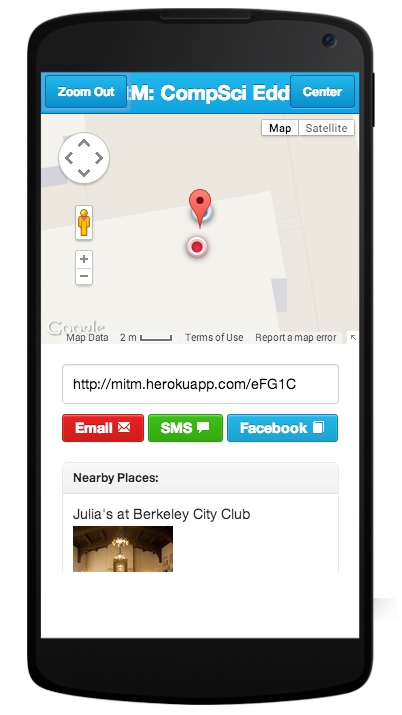 Zoom Out
M: CompSci Edd
Center
Map
Satellite
+
−
Google
Map Data
2 m
Terms of Use
Report a map error
http://mitm.herokuapp.com/eFG1C
Email
SMS
Facebook
Nearby Places:
Julia's at Berkeley City Club